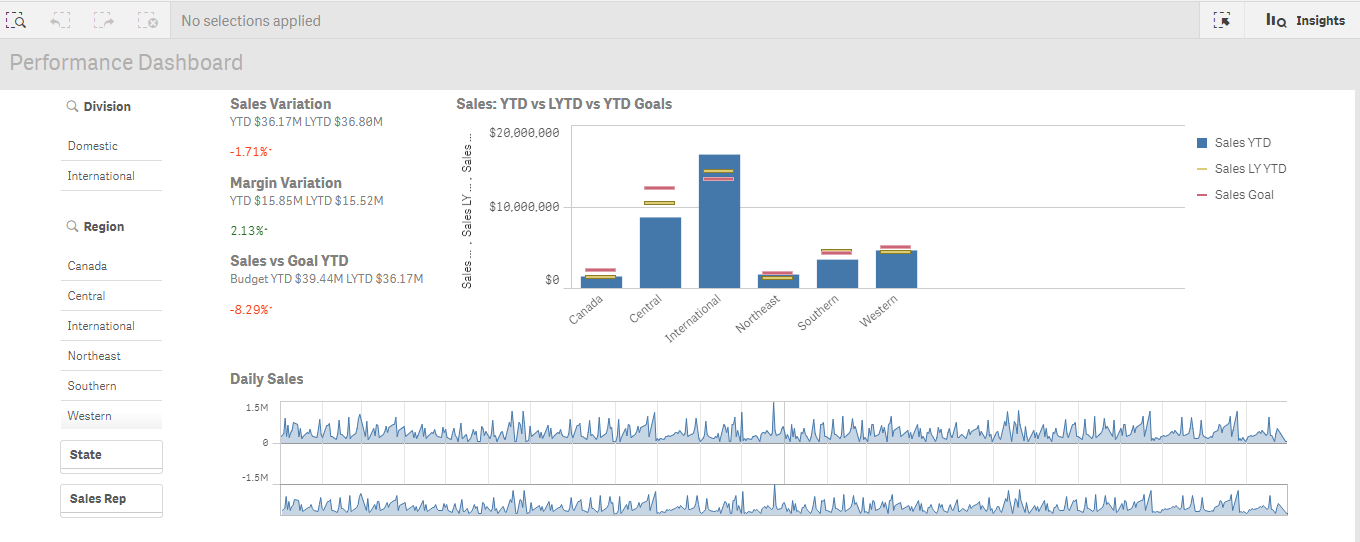 No selections applied
Insights
Performance Dashboard
Division
Domestic
International
Region
Canada
Central
International
Northeast
Southern
Western
State
Sales Rep
Sales Variation
YTD $36.17M LYTD $36.80M
-1.71%
Margin Variation
YTD $15.85M LYTD $15.52M
2.13%
Sales vs Goal YTD
Budget YTD $39.44M LYTD $36.17M
-8.29%
Sales: YTD vs LYTD vs YTD Goals
Sales ... , Sales LY ... , Sales ...
$20,000,000
$10,000,000
$0
Canada
Central
International
Northeast
Southern
Western
Sales YTD
Sales LY YTD
Sales Goal
Daily Sales
1.5M
0
-1.5M